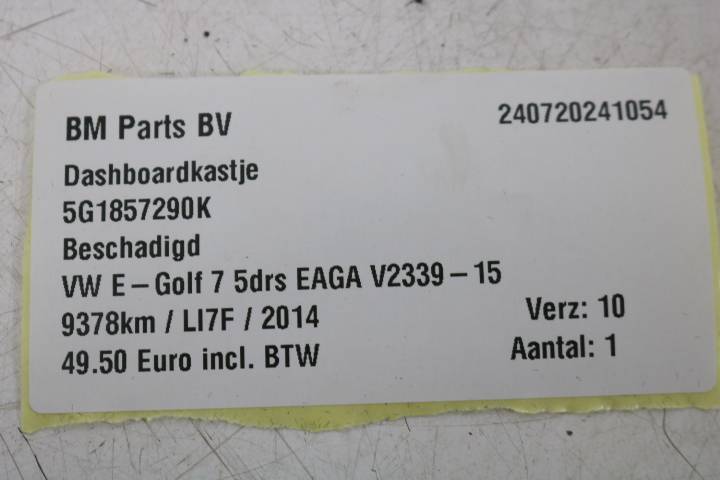 BM Parts BV
240720241054
Dashboardkastje
5G1857290K
Beschadigd
VW E-Golf 7 5drs EAGA V2339-15
9378km / LI7F / 2014
Verz: 10
49.50 Euro incl. BTW
Aantal: 1